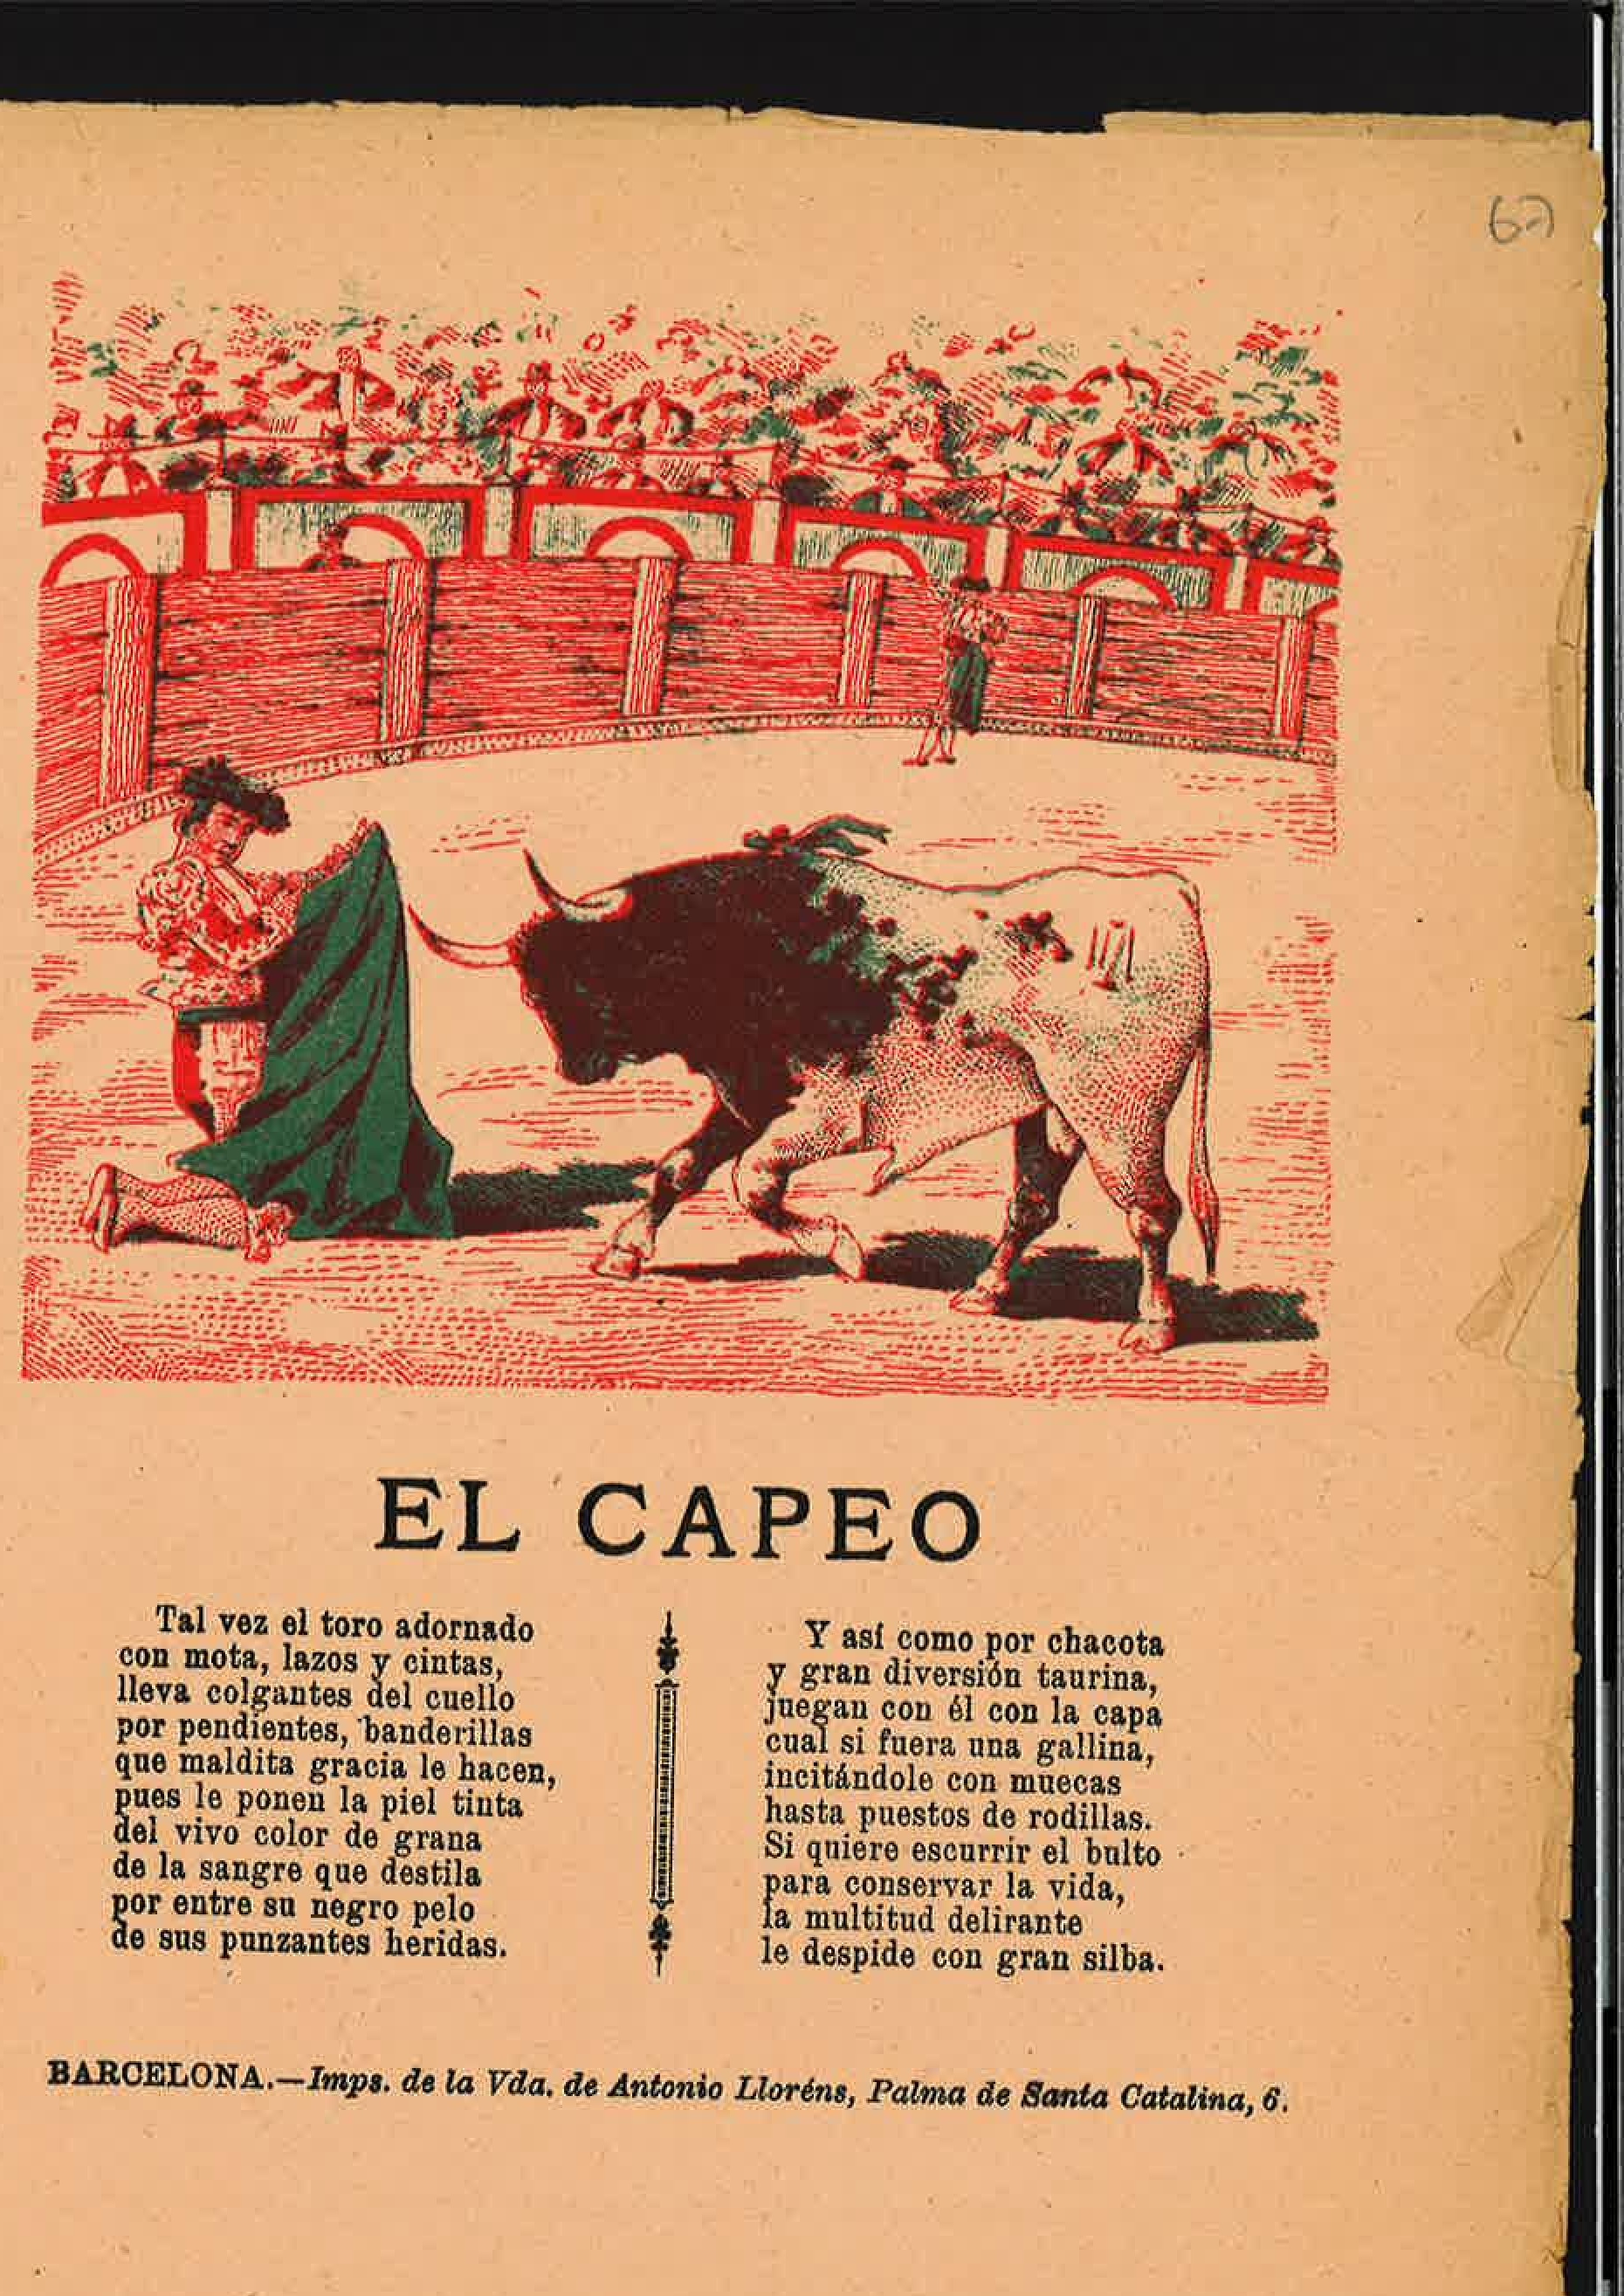 67
EL CAPEO
Tal vez el toro adornado
con mota, lazos y cintas,
lleva colgantes del cuello
por pendientes, banderillas
que maldita gracia le hacen,
pues le ponen la piel tinta
del vivo color de grana
de la sangre que destila
por entre su negro pelo
de sus punzantes heridas.
Y así como por chacota
y gran diversión taurina,
juegan con él con la capa
cual si fuera una gallina,
incitándole con muecas
hasta puestos de rodillas.
Si quiere escurrir el bulto
para conservar la vida,
la multitud delirante
le despide con gran silba.
BARCELONA.—Imps. de la Vda. de Antonio Lloréns, Palma de Santa Catalina, 6.